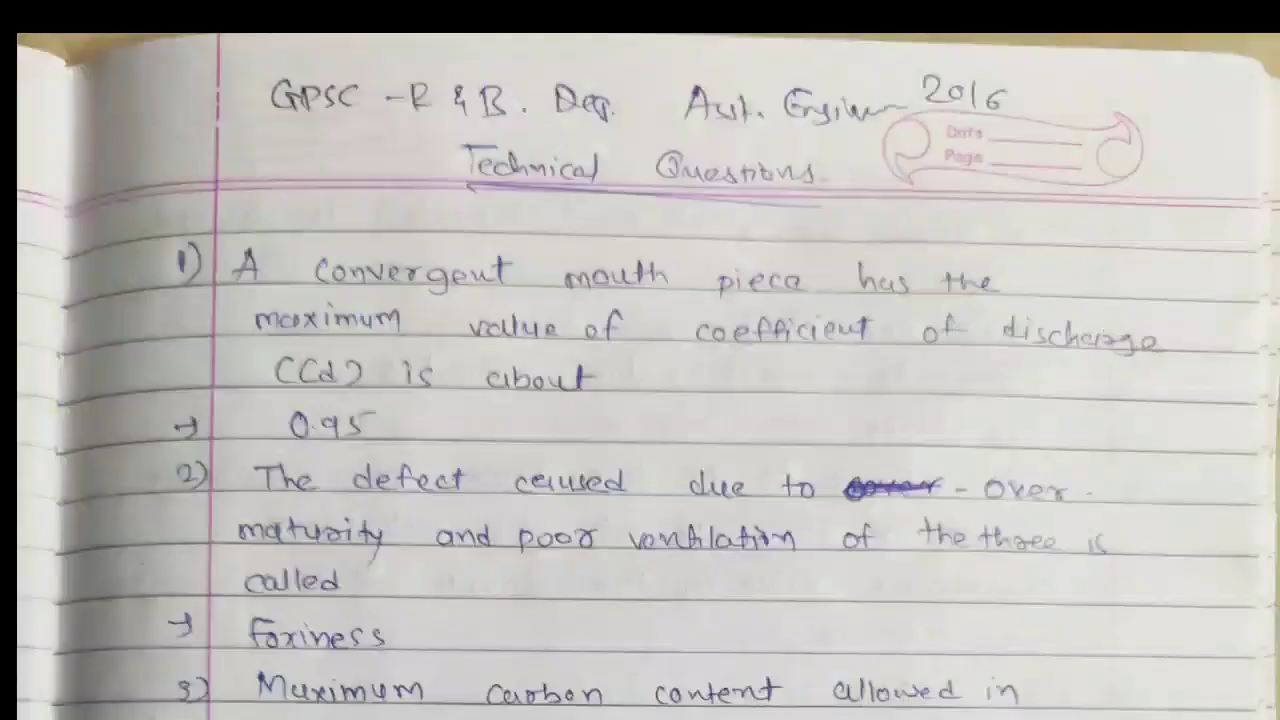 GPSC - R & B. Dep. Asst. Engineer 2016
Date
Page
Technical Questions.
1) A convergent mouth piece has the
maximum value of coefficient of discharge
(Cd) is about
→ 0.95
2) The defect caused due to - over
maturity and poor ventilation of the three is
called
→ Foxiness
3) Maximum carbon content allowed in